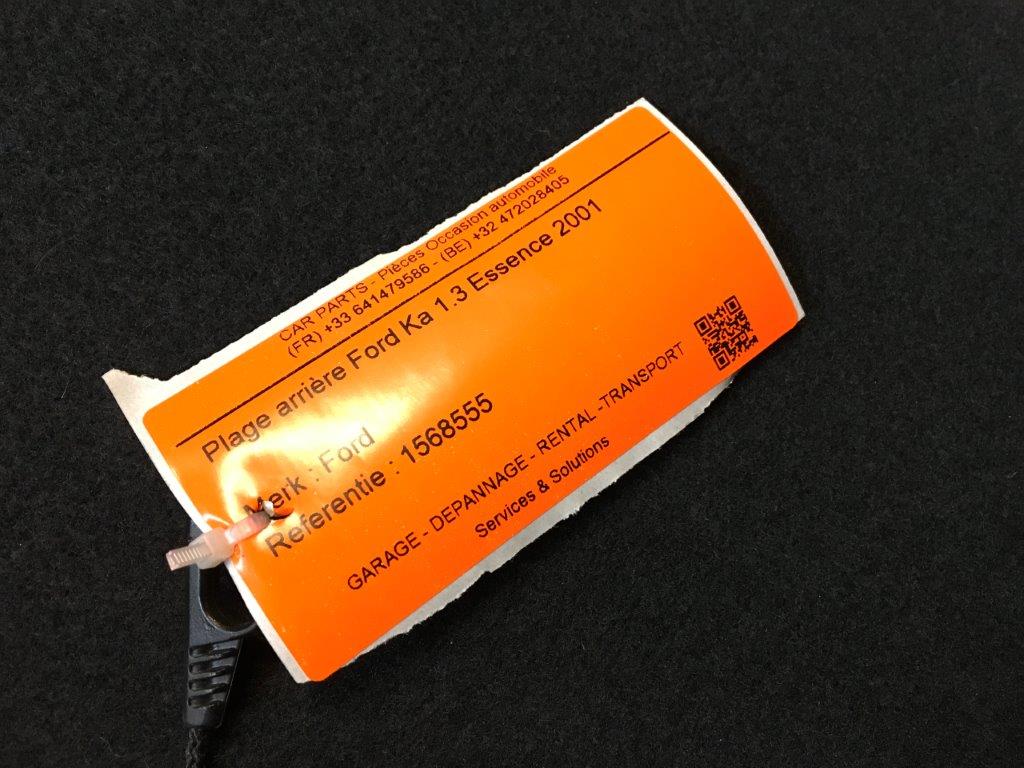 CAR PARTS - Pièces Occasion automobile
(FR) +33 641479586 - (BE) +32 472028405
Plage arrière Ford Ka 1.3 Essence 2001
Merk : Ford
Referentie : 1568555
GARAGE - DEPANNAGE - RENTAL -TRANSPORT
Services & Solutions